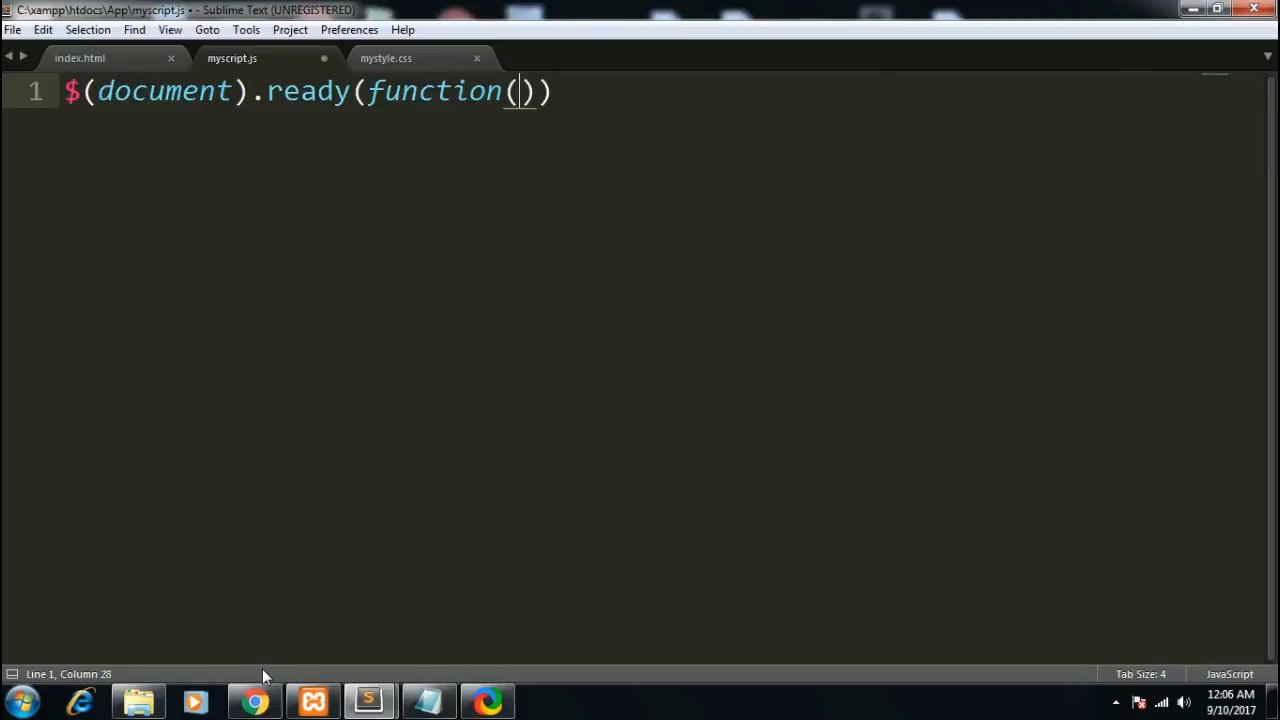 C:\xampp\htdocs\App\myscript.js • - Sublime Text (UNREGISTERED)
File Edit Selection Find View Goto Tools Project Preferences Help
index.html × myscript.js mystyle.css ×
1 $(document).ready(function())
Line 1, Column 28 Tab Size: 4 JavaScript
12:06 AM
9/10/2017